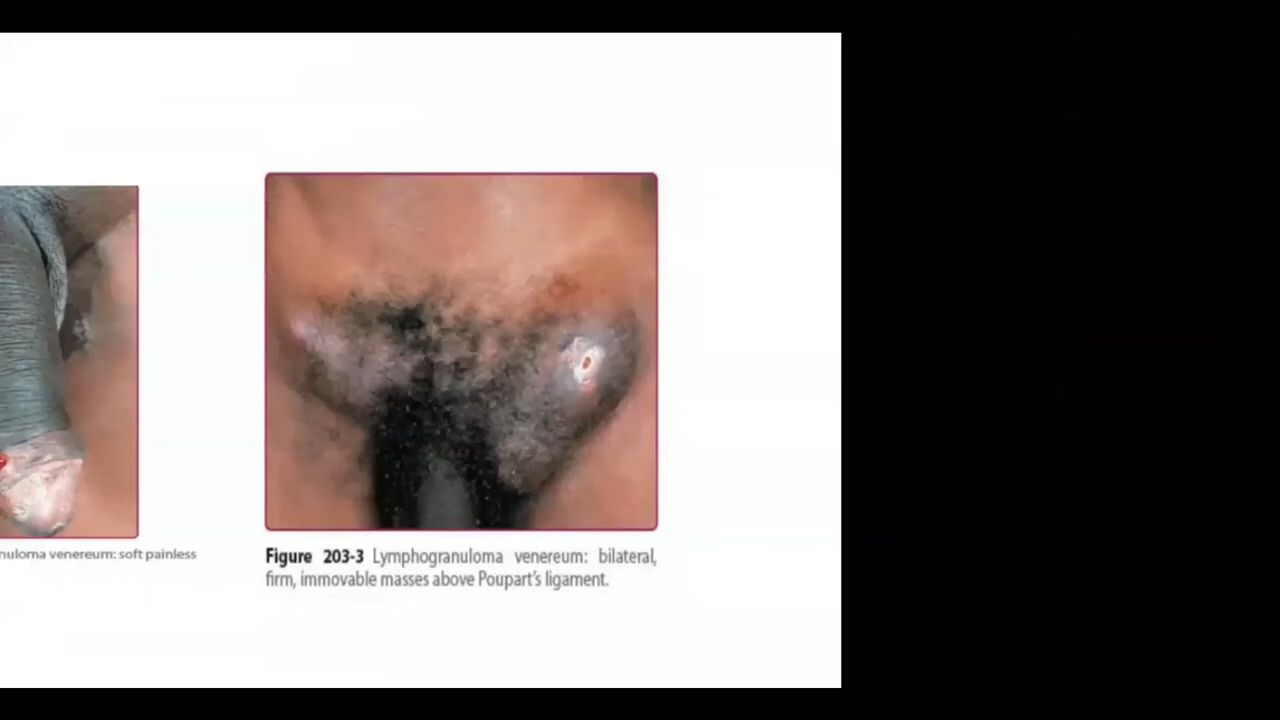 nuloma venereum: soft painless
Figure 203-3 Lymphogranuloma venereum: bilateral,
firm, immovable masses above Poupart's ligament.